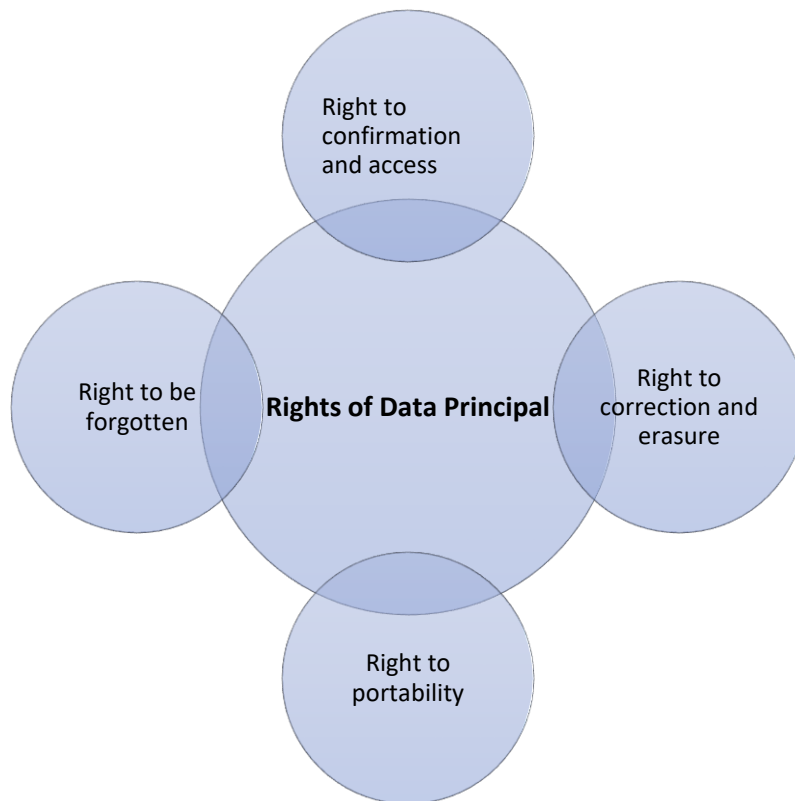 Right to
confirmation
and access
Right to be
forgotten
Rights of Data Principal
Right to
correction and
erasure
Right to
portability